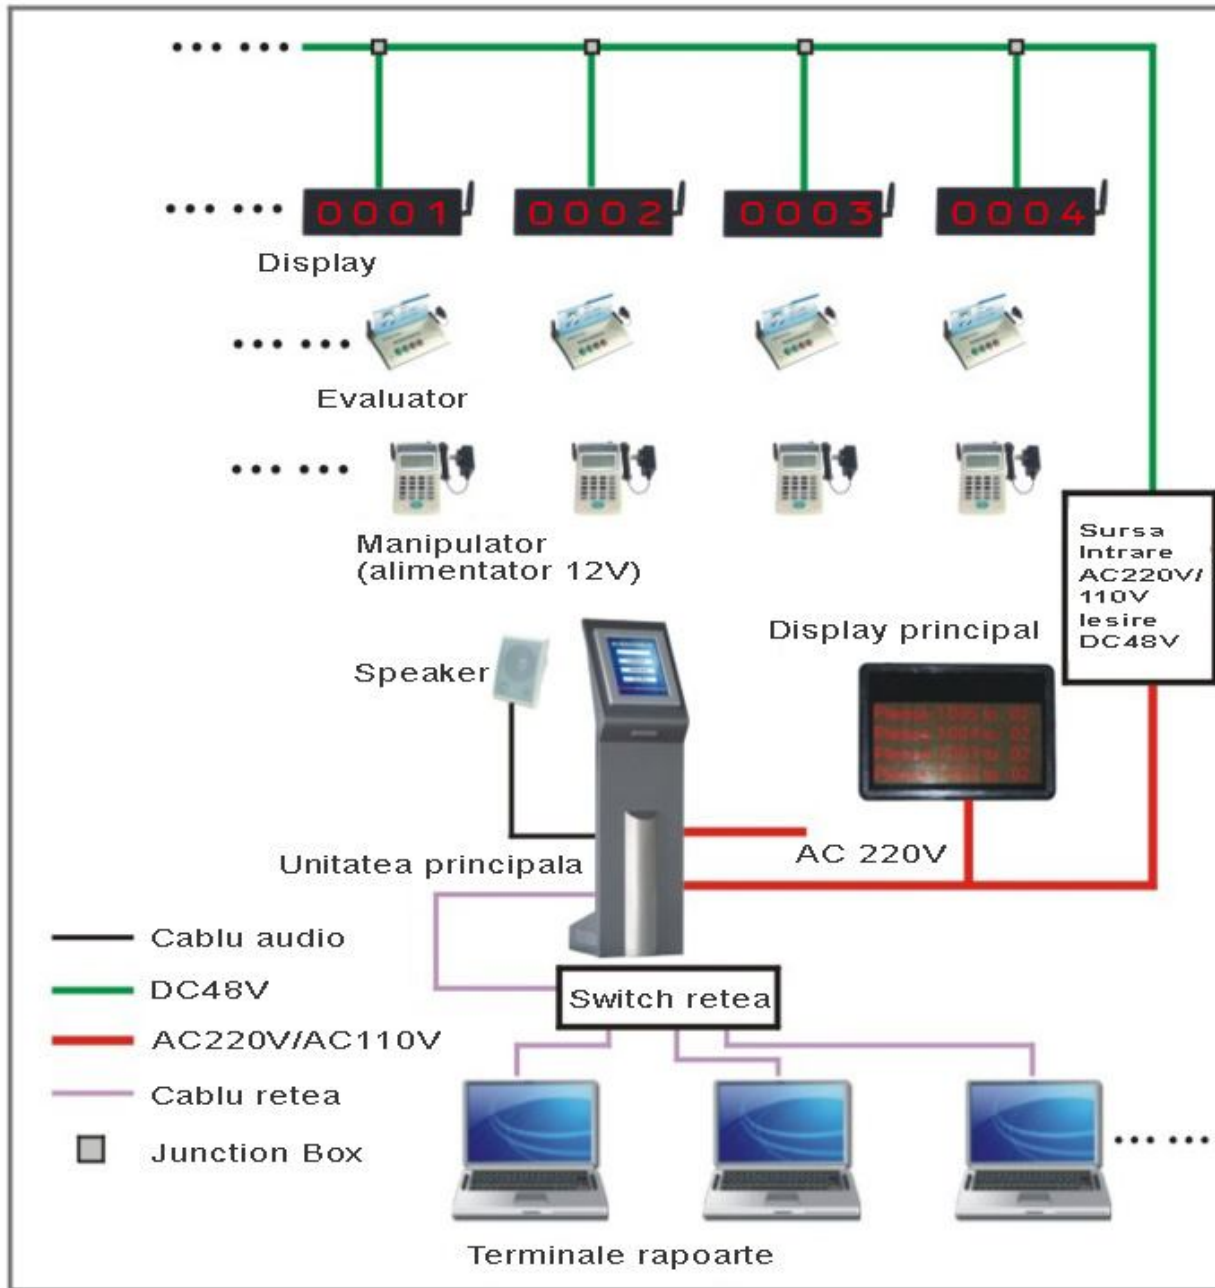 0001
0002
0003
0004
Display
Evaluator
Manipulator
(alimentator 12V)
Sursa
Intrare
AC220V/
110V
Iesire
DC48V
Display principal
Speaker
AC 220V
Unitatea principala
Cablu audio
DC48V
AC220V/AC110V
Cablu retea
Junction Box
Switch retea
Terminale rapoarte